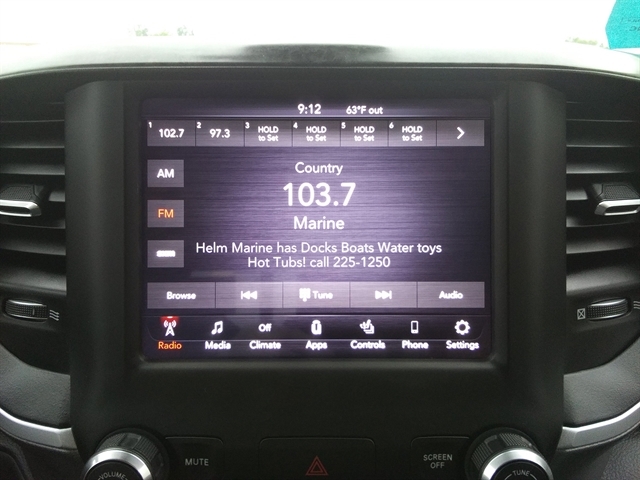 9:12 63°F out
1 102.7 2 97.3 3 HOLD to Set 4 HOLD to Set 5 HOLD to Set 6 HOLD to Set
AM
FM
Country
103.7
Marine
Helm Marine has Docks Boats Water toys
Hot Tubs! call 225-1250
Browse Tune Audio
Off
Radio Media Climate Apps Controls Phone Settings
VOLUME MUTE SCREEN OFF TUNE